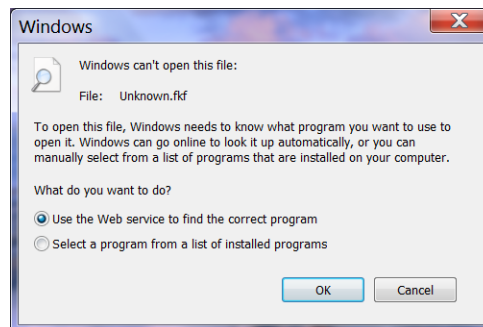 Windows
Windows can't open this file:
File: Unknown.fkf
To open this file, Windows needs to know what program you want to use to
open it. Windows can go online to look it up automatically, or you can
manually select from a list of programs that are installed on your computer.
What do you want to do?
Use the Web service to find the correct program
Select a program from a list of installed programs
OK Cancel